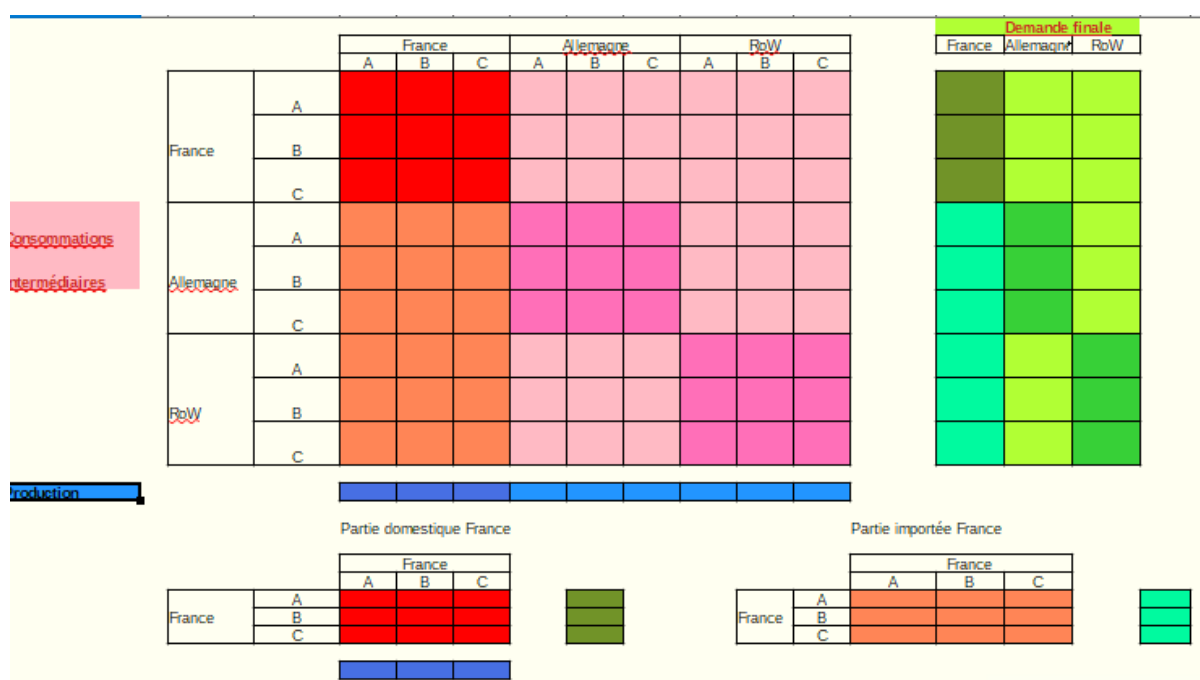 Demande finale
France Allemagne RoW France Allemagn RoW
A B C A B C A B C
A
France B
C
Consommations A
Intermédiaires Allemagne B
C
A
RoW B
C
Production
Partie domestique France Partie importée France
France France
A B C A B C
A A
France B France B
C C